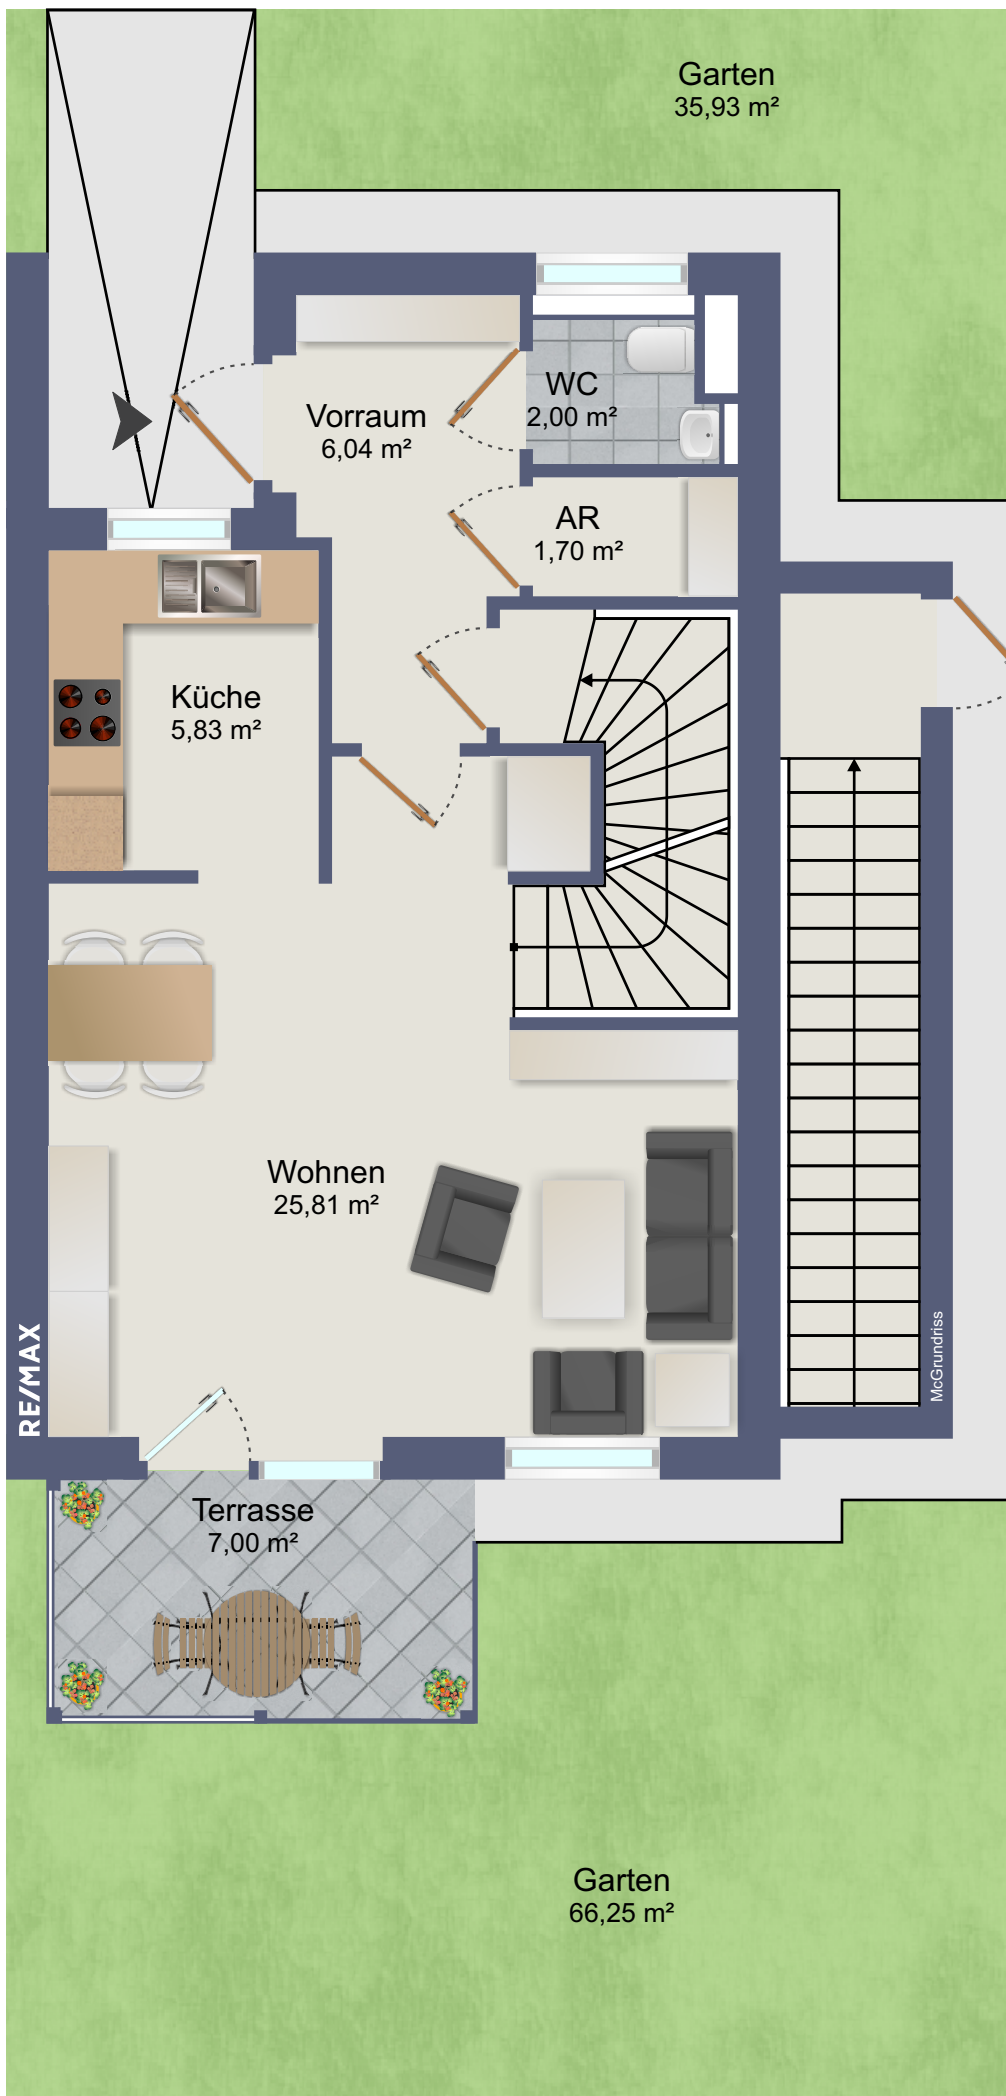 Garten
35,93 m²
Vorraum
6,04 m²
WC
2,00 m²
AR
1,70 m²
Küche
5,83 m²
Wohnen
25,81 m²
RE/MAX
McGrundriss
Terrasse
7,00 m²
Garten
66,25 m²